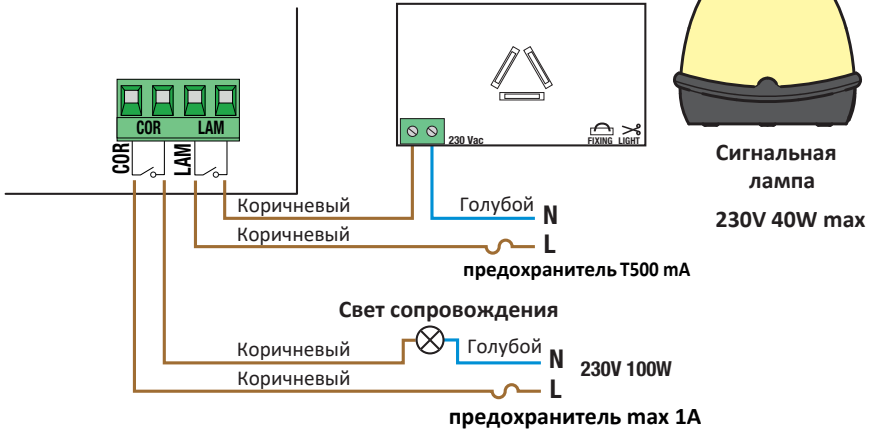 COR LAM
COR
LAM
230 Vac
FIXING LIGHT
Сигнальная
лампа
230V 40W max
Коричневый
Голубой N
Коричневый
L
предохранитель T500 mA
Свет сопровождения
Коричневый
Голубой N
230V 100W
Коричневый
L
предохранитель max 1A